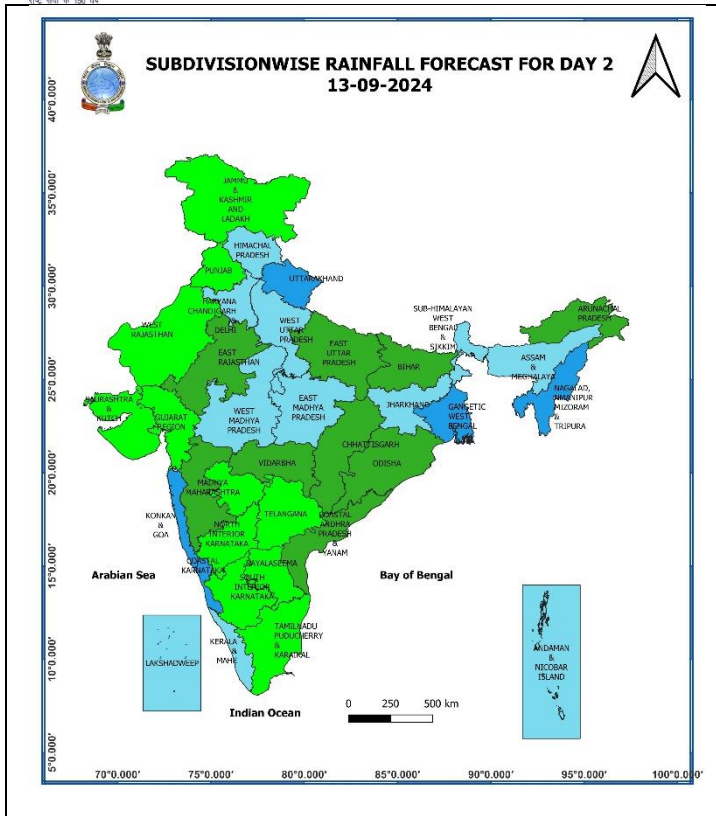 राष्ट्र सेवा के 150 वर्ष
SUBDIVISIONWISE RAINFALL FORECAST FOR DAY 2
13-09-2024
40°0.000'
35°0.000'
30°0.000'
25°0.000'
20°0.000'
15°0.000'
10°0.000'
5°0.000'
JAMMU
&
KASHMIR
AND
LADAKH
HIMACHAL
PRADESH
PUNJAB
UTTARAKHAND
HARYANA
CHANDIGARH
&
DELHI
WEST
RAJASTHAN
WEST
UTTAR
PRADESH
SUB-HIMALAYAN
WEST
BENGAL
&
SIKKIM
ARUNACHAL
PRADESH
EAST
RAJASTHAN
EAST
UTTAR
PRADESH
BIHAR
ASSAM
&
MEGHALAYA
SAURASHTRA
&
KUTCH
GUJARAT
REGION
WEST
MADHYA
PRADESH
EAST
MADHYA
PRADESH
JHARKHAND
GANGETIC
WEST
BENGAL
NAGALAD,
NMANIPUR
MIZORAM
&
TRIPURA
CHHATTISGARH
VIDARBHA
ODISHA
MADHYA
MAHARASHTRA
KONKAN
&
GOA
TELANGANA
COASTAL
ANDHRA
PRADESH
&
YANAM
NORTH
INTERIOR
KARNATAKA
COASTAL
KARNATAKA
RAYALASEEMA
SOUTH
INTERIOR
KARNATAKA
Arabian Sea
Bay of Bengal
TAMILNADU
PUDUCHERRY
&
KARAIKAL
KERALA
&
MAHE
LAKSHADWEEP
ANDAMAN
&
NICOBAR
ISLAND
Indian Ocean
0 250 500 km
70°0.000' 75°0.000' 80°0.000' 85°0.000' 90°0.000' 95°0.000' 100°0.000'